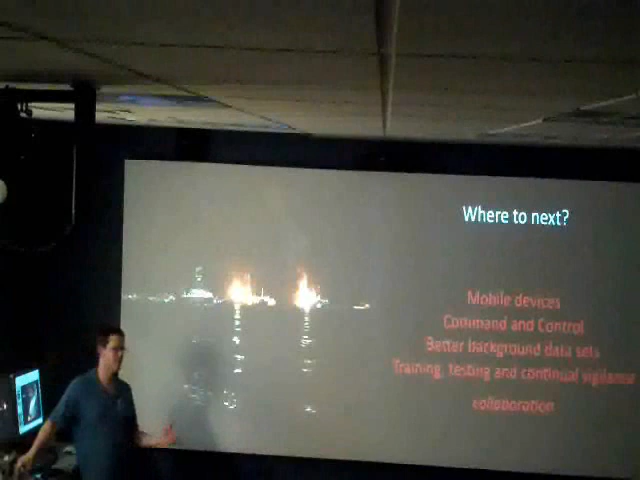 Where to next?
Mobile devices
Command and Control
Better background data sets
Training, testing and continual vigilance
collaboration